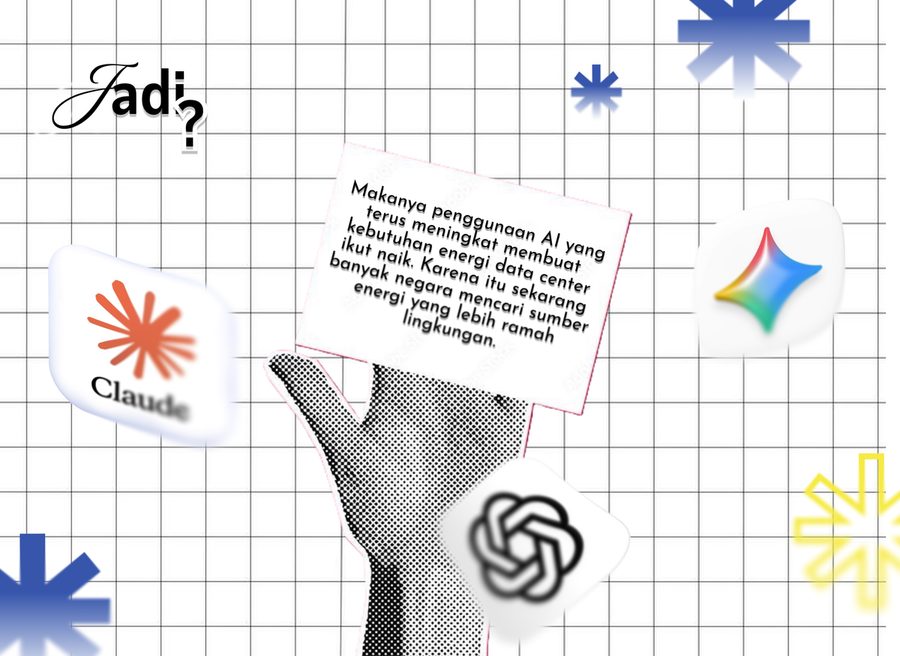 Jadi?
Makanya penggunaan AI yang
terus meningkat membuat
kebutuhan energi data center
ikut naik. Karena itu sekarang
banyak negara mencari sumber
energi yang lebih ramah
lingkungan.
Claude